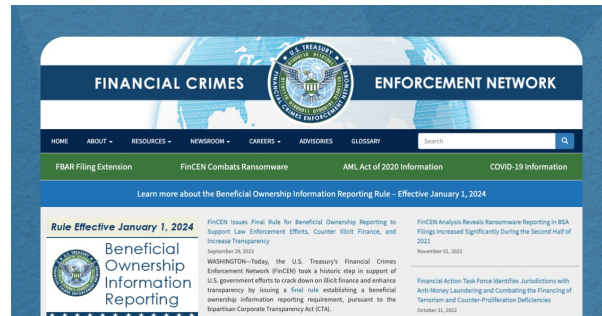 FINANCIAL CRIMES
ENFORCEMENT NETWORK
U.S. TREASURY
FINANCIAL CRIMES ENFORCEMENT NETWORK
HOME ABOUT RESOURCES NEWSROOM CAREERS ADVISORIES GLOSSARY Search
FBAR Filing Extension FinCEN Combats Ransomware AML Act of 2020 Information COVID-19 Information
Learn more about the Beneficial Ownership Information Reporting Rule – Effective January 1, 2024
Rule Effective January 1, 2024
Beneficial
Ownership
Information
Reporting
FinCEN Issues Final Rule for Beneficial Ownership Reporting to
Support Law Enforcement Efforts, Counter Illicit Finance, and
Increase Transparency
September 29, 2022
WASHINGTON—Today, the U.S. Treasury's Financial Crimes
Enforcement Network (FinCEN) took a historic step in support of
U.S. government efforts to crack down on illicit finance and enhance
transparency by issuing a final rule establishing a beneficial
ownership information reporting requirement, pursuant to the
bipartisan Corporate Transparency Act (CTA).
FinCEN Analysis Reveals Ransomware Reporting in BSA
Filings Increased Significantly During the Second Half of
2021
November 01, 2022
Financial Action Task Force Identifies Jurisdictions with
Anti-Money Laundering and Combating the Financing of
Terrorism and Counter-Proliferation Deficiencies
October 31, 2022